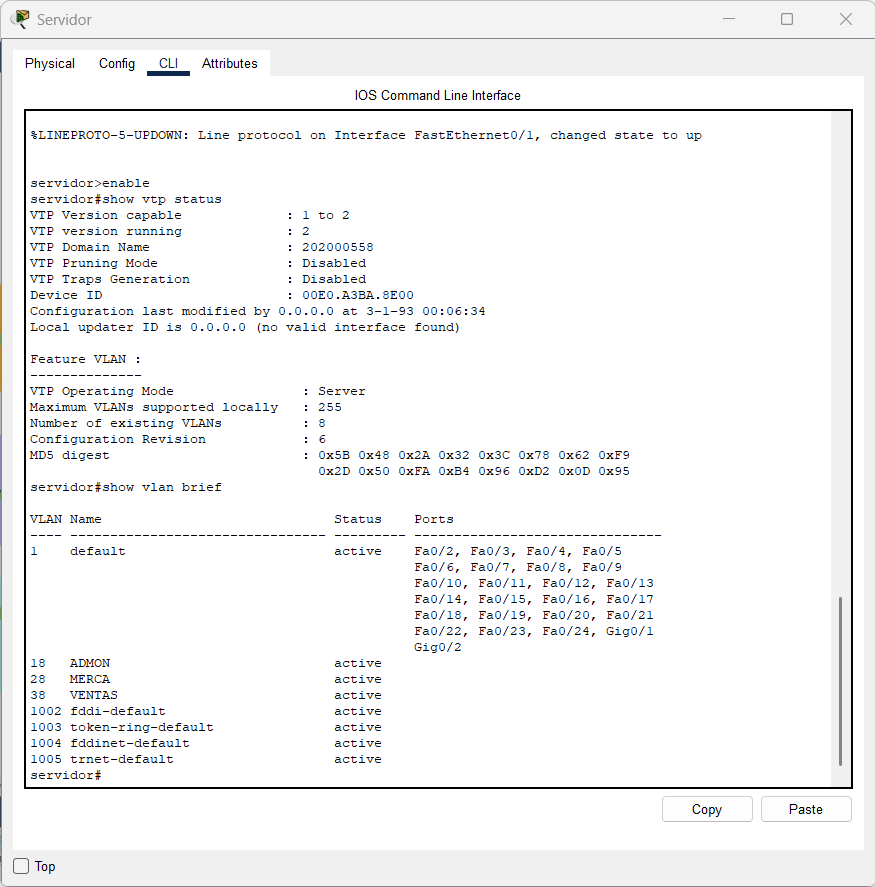 Servidor
Physical Config CLI Attributes
IOS Command Line Interface
%LINEPROTO-5-UPDOWN: Line protocol on Interface FastEthernet0/1, changed state to up
servidor>enable
servidor#show vtp status
VTP Version capable             : 1 to 2
VTP version running             : 2
VTP Domain Name                 : 202000558
VTP Pruning Mode                : Disabled
VTP Traps Generation            : Disabled
Device ID                       : 00E0.A3BA.8E00
Configuration last modified by 0.0.0.0 at 3-1-93 00:06:34
Local updater ID is 0.0.0.0 (no valid interface found)
Feature VLAN :
--------------
VTP Operating Mode                : Server
Maximum VLANs supported locally   : 255
Number of existing VLANs          : 8
Configuration Revision            : 6
MD5 digest                        : 0x5B 0x48 0x2A 0x32 0x3C 0x78 0x62 0xF9
                                    0x2D 0x50 0xFA 0xB4 0x96 0xD2 0x0D 0x95
servidor#show vlan brief
VLAN Name                             Status    Ports
---- -------------------------------- --------- -------------------------------
1    default                          active    Fa0/2, Fa0/3, Fa0/4, Fa0/5
                                                Fa0/6, Fa0/7, Fa0/8, Fa0/9
                                                Fa0/10, Fa0/11, Fa0/12, Fa0/13
                                                Fa0/14, Fa0/15, Fa0/16, Fa0/17
                                                Fa0/18, Fa0/19, Fa0/20, Fa0/21
                                                Fa0/22, Fa0/23, Fa0/24, Gig0/1
                                                Gig0/2
18   ADMON                            active
28   MERCA                            active
38   VENTAS                           active
1002 fddi-default                     active
1003 token-ring-default               active
1004 fddinet-default                  active
1005 trnet-default                    active
servidor#
Copy Paste
Top